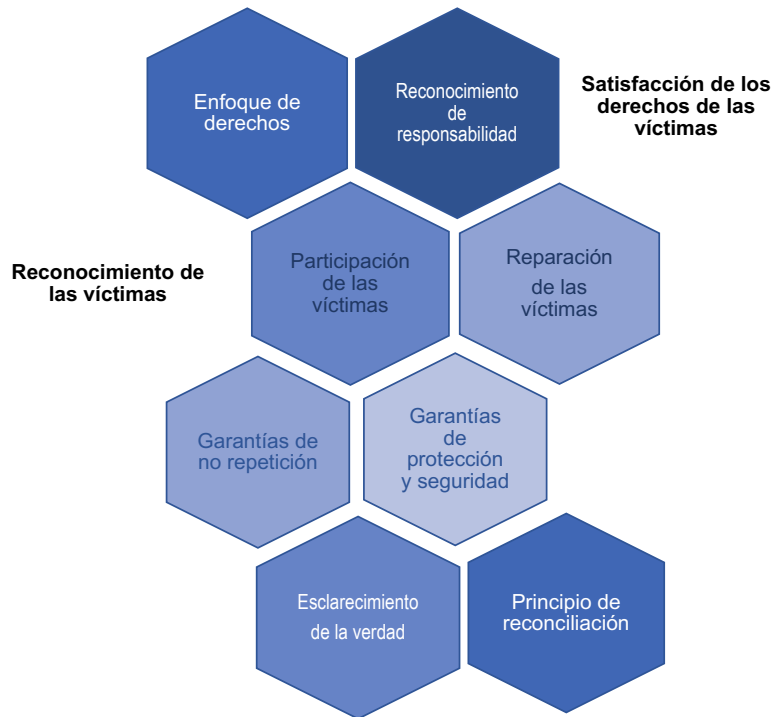 Enfoque de
derechos
Reconocimiento
de
responsabilidad
Satisfacción de los
derechos de las
víctimas
Reconocimiento de
las víctimas
Participación
de las
víctimas
Reparación
de las
víctimas
Garantías de
no repetición
Garantías
de
protección
y seguridad
Esclarecimiento
de la verdad
Principio de
reconciliación